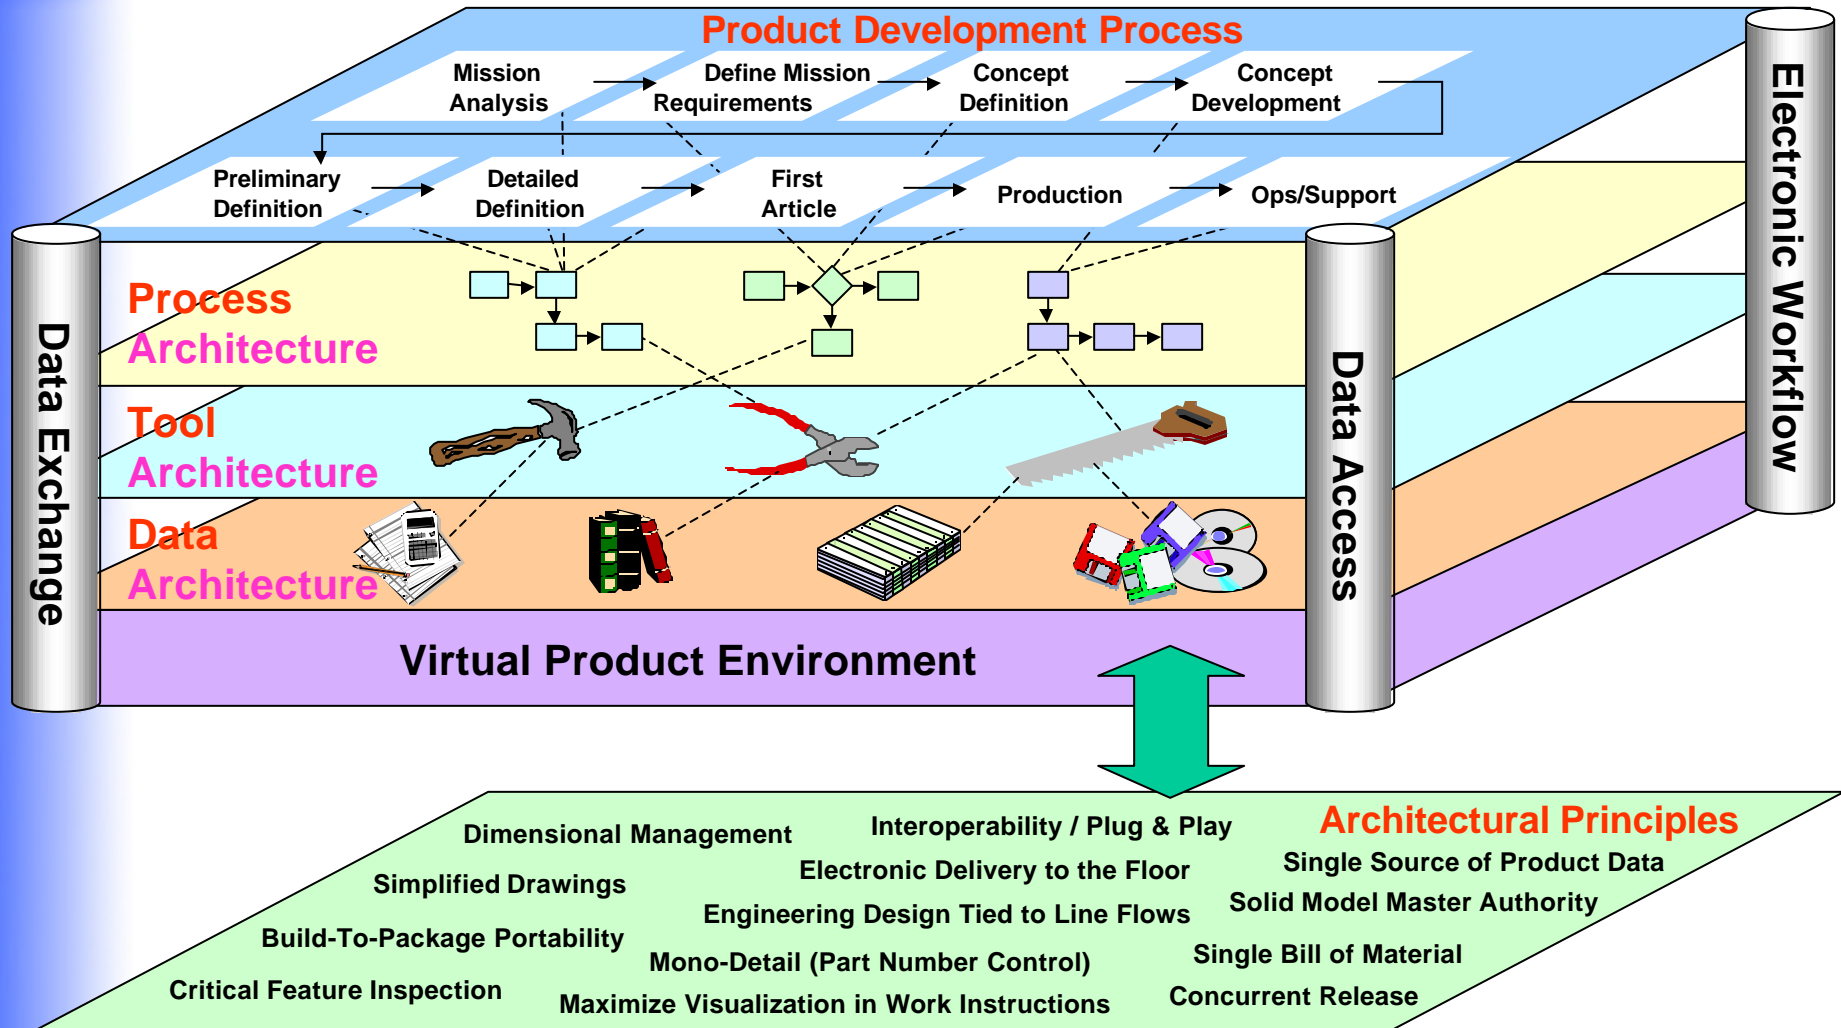 Product Development Process
Mission
Analysis
Define Mission
Requirements
Concept
Definition
Concept
Development
Preliminary
Definition
Detailed
Definition
First
Article
Production
Ops/Support
Electronic Workflow
Data Exchange
Data Access
Process
Architecture
Tool
Architecture
Data
Architecture
Virtual Product Environment
Architectural Principles
Dimensional Management
Simplified Drawings
Build-To-Package Portability
Critical Feature Inspection
Interoperability / Plug & Play
Electronic Delivery to the Floor
Engineering Design Tied to Line Flows
Mono-Detail (Part Number Control)
Maximize Visualization in Work Instructions
Single Source of Product Data
Solid Model Master Authority
Single Bill of Material
Concurrent Release